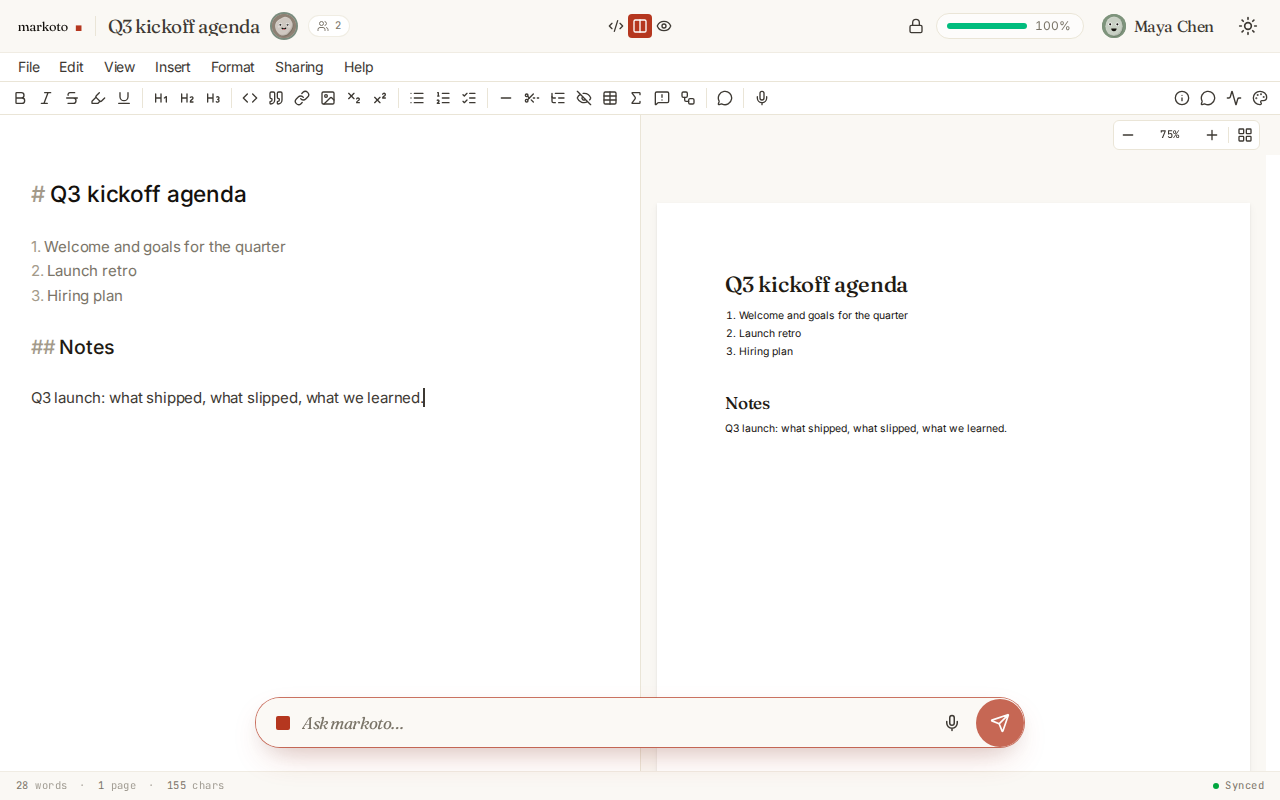 markoto
Q3 kickoff agenda
2
100%
Maya Chen
File Edit View Insert Format Sharing Help
H1 H2 H3
75%
# Q3 kickoff agenda
1. Welcome and goals for the quarter
2. Launch retro
3. Hiring plan
## Notes
Q3 launch: what shipped, what slipped, what we learned.
Q3 kickoff agenda
1. Welcome and goals for the quarter
2. Launch retro
3. Hiring plan
Notes
Q3 launch: what shipped, what slipped, what we learned.
Ask markoto...
28 words · 1 page · 155 chars
Synced